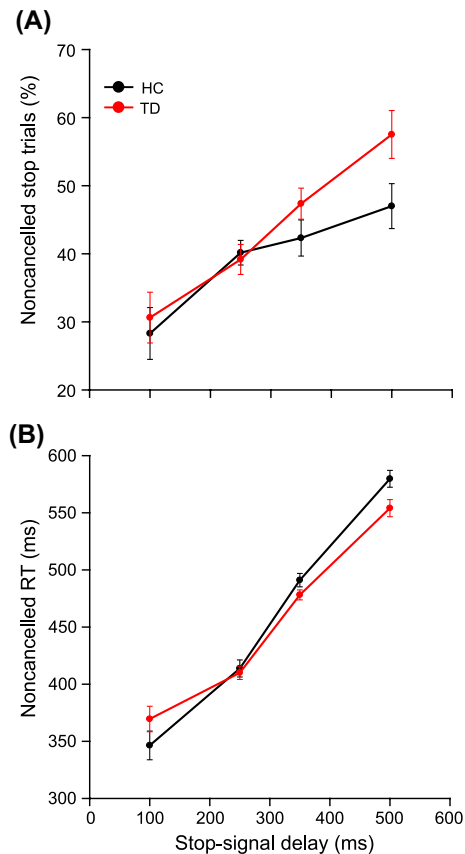 (A)
70
60
50
40
30
20
Noncancelled stop trials (%)
HC
TD
(B)
600
550
500
450
400
350
300
Noncancelled RT (ms)
0 100 200 300 400 500 600
Stop-signal delay (ms)